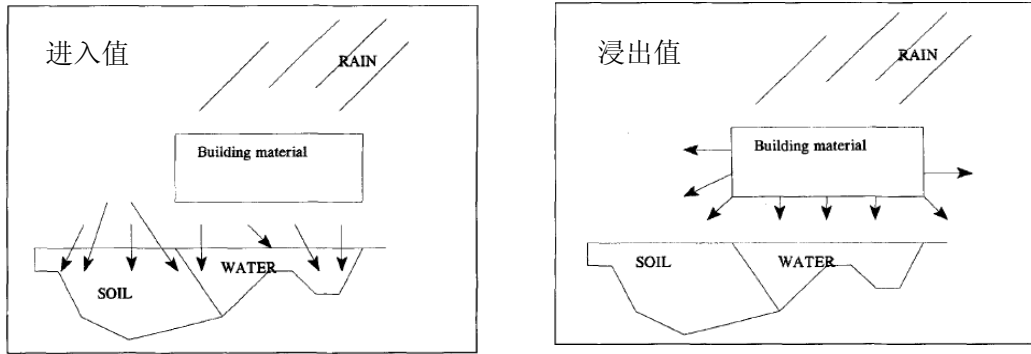 进入值
RAIN
Building material
WATER
SOIL
浸出值
RAIN
Building material
SOIL
WATER